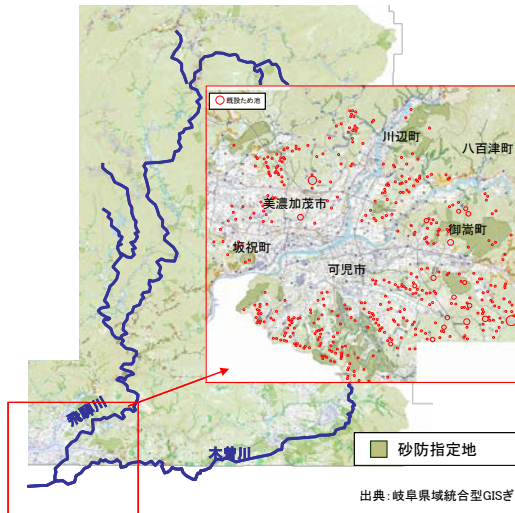 既設ため池
川辺町
八百津町
美濃加茂市
御嵩町
坂祝町
可児市
飛騨川
木曽川
砂防指定地
出典：岐阜県域統合型GISぎ